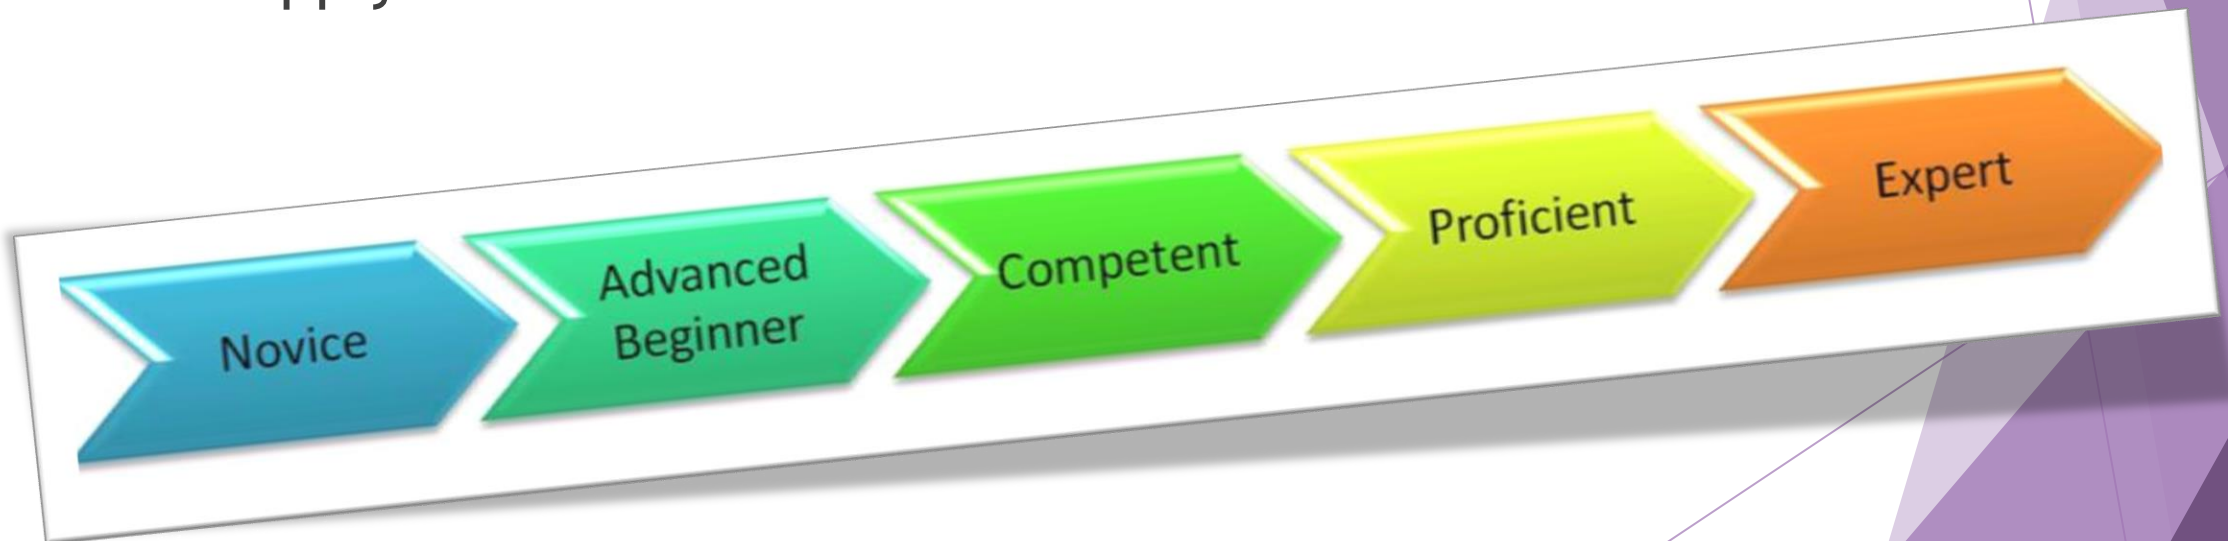 Novice
Advanced
Beginner
Competent
Proficient
Expert